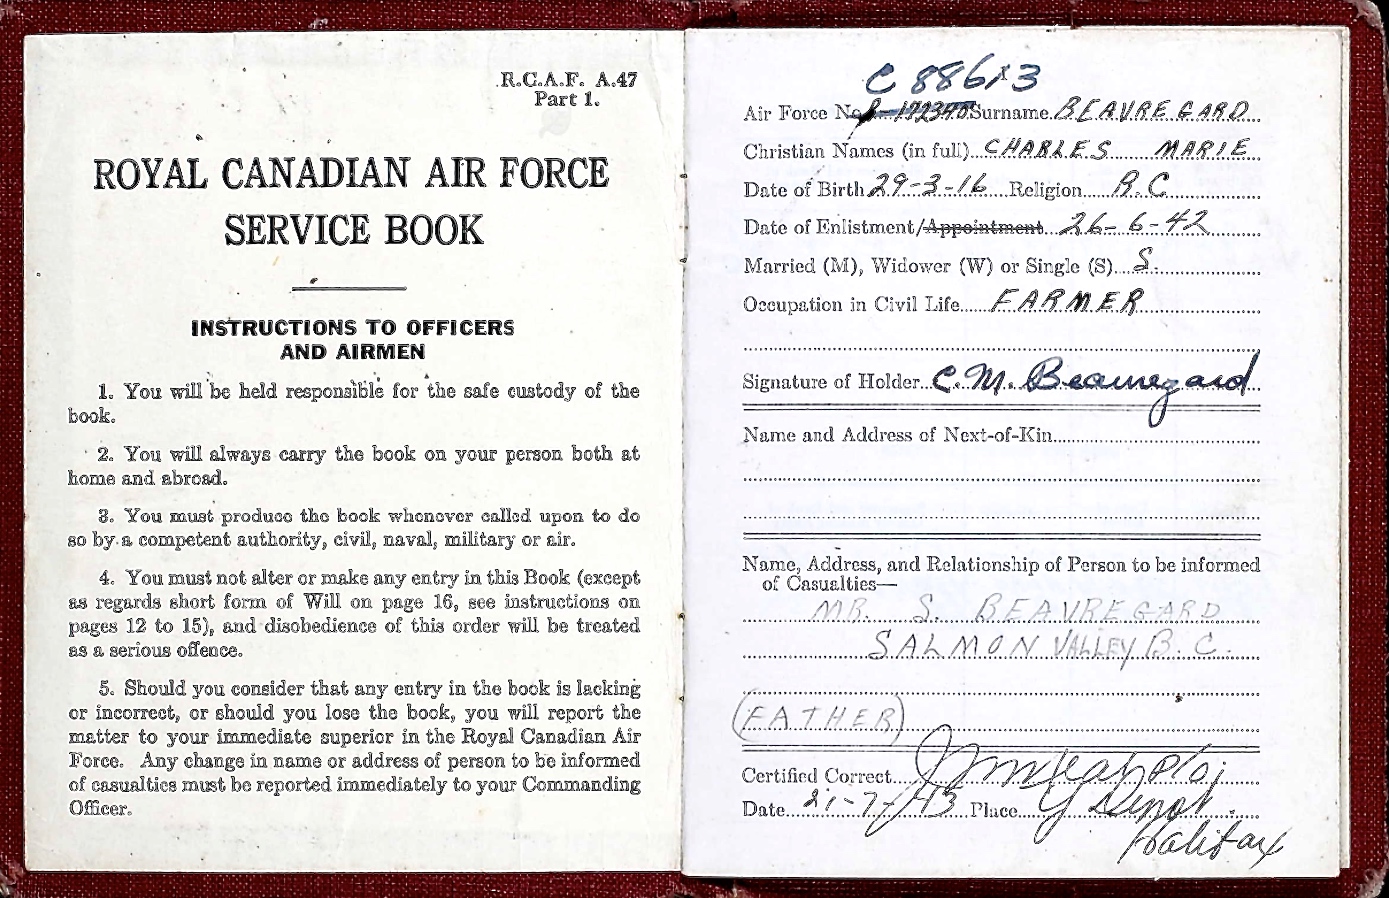 R.C.A.F. A.47
Part 1.
ROYAL CANADIAN AIR FORCE
SERVICE BOOK
INSTRUCTIONS TO OFFICERS
AND AIRMEN
1. You will be held responsible for the safe custody of the
book.
2. You will always carry the book on your person both at
home and abroad.
3. You must produce the book whenever called upon to do
so by a competent authority, civil, naval, military or air.
4. You must not alter or make any entry in this Book (except
as regards short form of Will on page 16, see instructions on
pages 12 to 15), and disobedience of this order will be treated
as a serious offence.
5. Should you consider that any entry in the book is lacking
or incorrect, or should you lose the book, you will report the
matter to your immediate superior in the Royal Canadian Air
Force. Any change in name or address of person to be informed
of casualties must be reported immediately to your Commanding
Officer.
C 88613
Air Force No R-172340 Surname BEAUREGARD
Christian Names (in full) CHARLES MARIE
Date of Birth 29-3-16 Religion R.C
Date of Enlistment/Appointment 26-6-42
Married (M), Widower (W) or Single (S) S.
Occupation in Civil Life FARMER
Signature of Holder C. M. Beauregard
Name and Address of Next-of-Kin
Name, Address, and Relationship of Person to be informed
of Casualties—
MR. S. BEAUREGARD
SALMON VALLEY B.C.
(FATHER)
Certified Correct
Date 21-7-43 Place Y Depot
Halifax